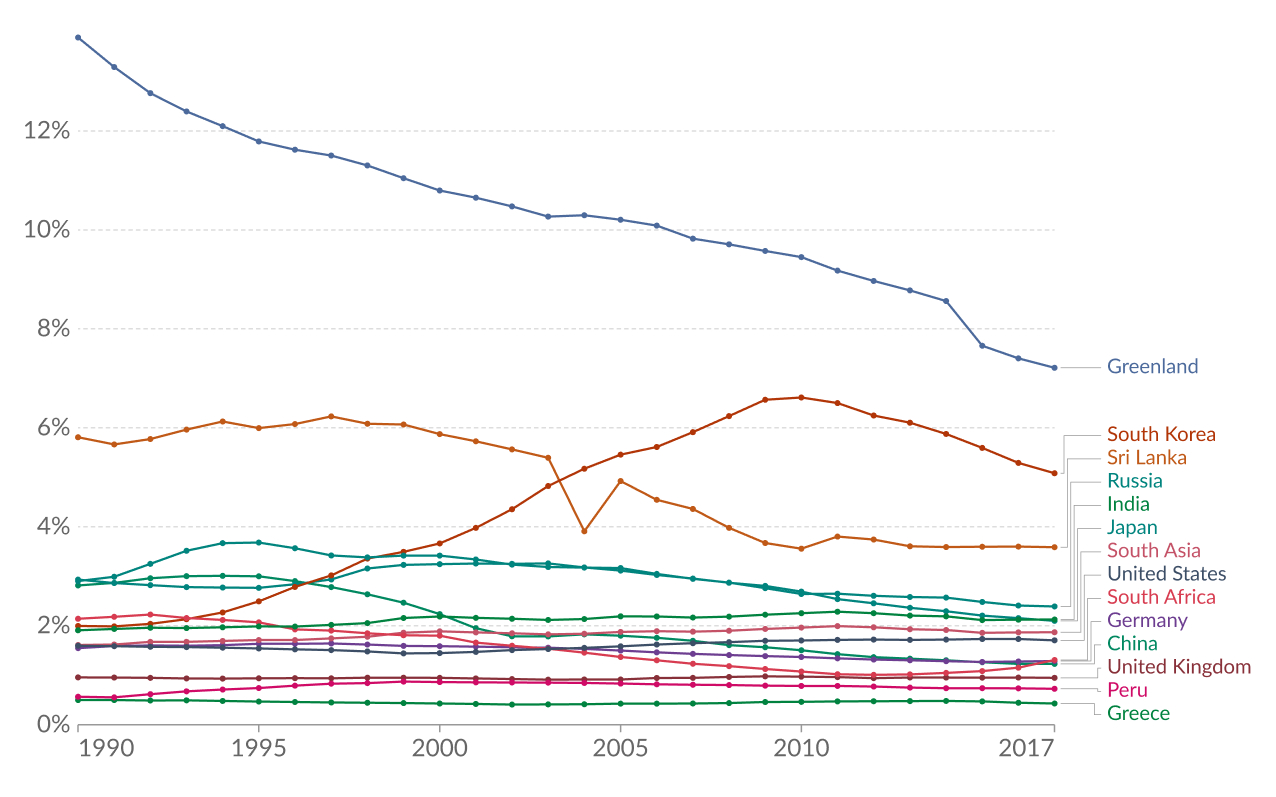 12%
10%
8%
6%
4%
2%
0%
1990 1995 2000 2005 2010 2017
Greenland
South Korea
Sri Lanka
Russia
India
Japan
South Asia
United States
South Africa
Germany
China
United Kingdom
Peru
Greece